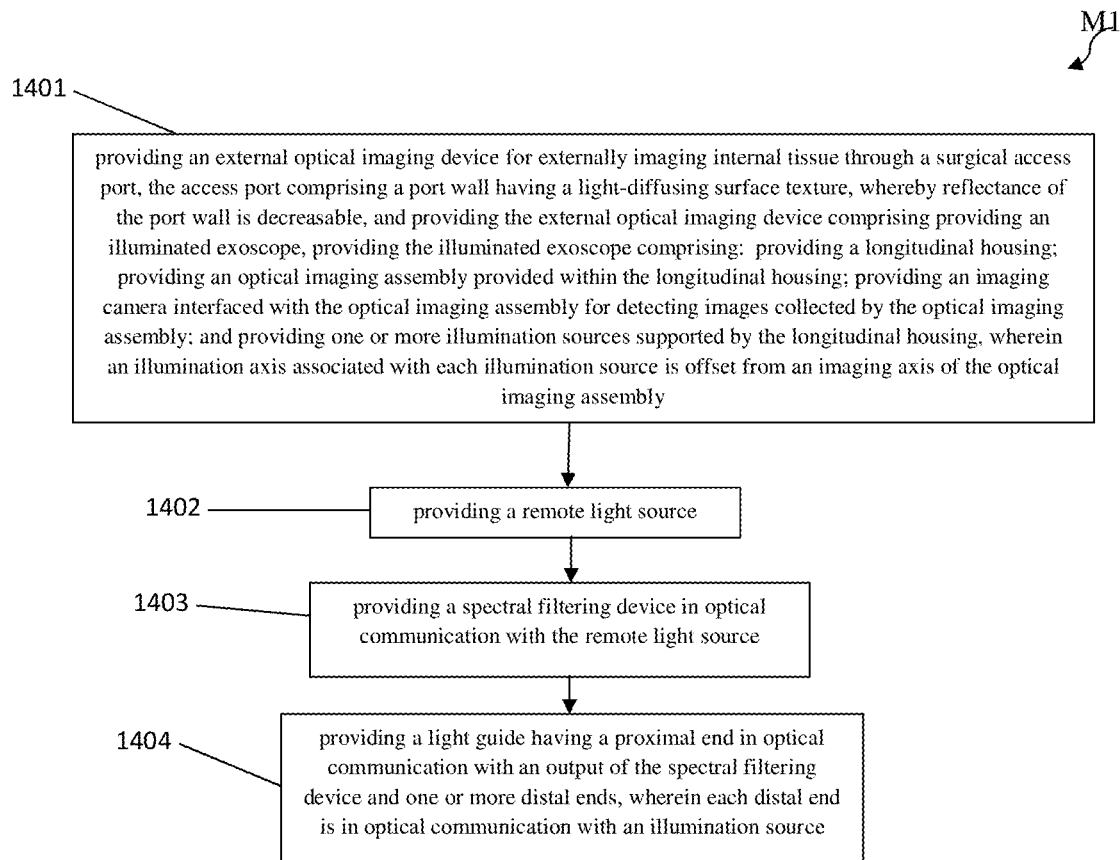 M1
1401
providing an external optical imaging device for externally imaging internal tissue through a surgical access
port, the access port comprising a port wall having a light-diffusing surface texture, whereby reflectance of
the port wall is decreasable, and providing the external optical imaging device comprising providing an
illuminated exoscope, providing the illuminated exoscope comprising: providing a longitudinal housing;
providing an optical imaging assembly provided within the longitudinal housing; providing an imaging
camera interfaced with the optical imaging assembly for detecting images collected by the optical imaging
assembly; and providing one or more illumination sources supported by the longitudinal housing, wherein
an illumination axis associated with each illumination source is offset from an imaging axis of the optical
imaging assembly
1402
providing a remote light source
1403
providing a spectral filtering device in optical
communication with the remote light source
1404
providing a light guide having a proximal end in optical
communication with an output of the spectral filtering
device and one or more distal ends, wherein each distal end
is in optical communication with an illumination source